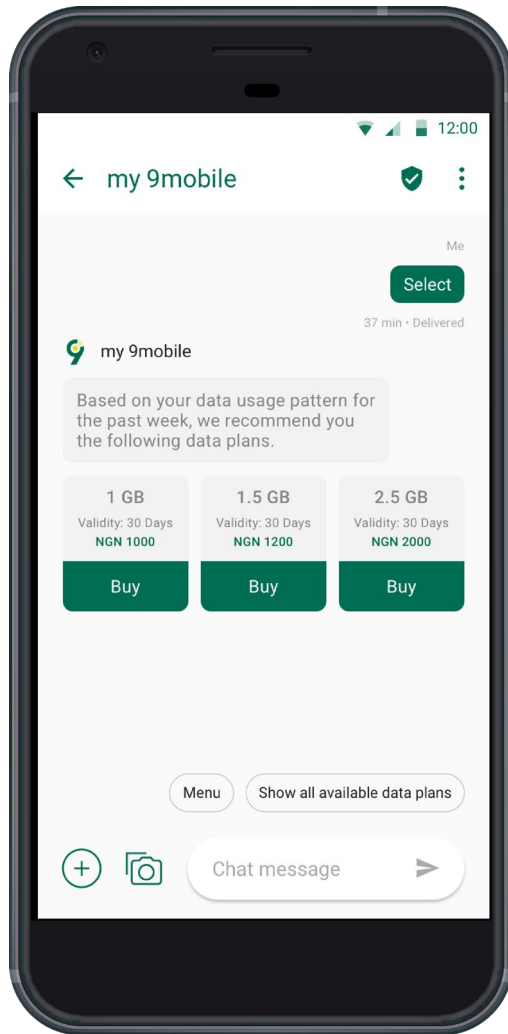 12:00
my 9mobile
Me
Select
37 min • Delivered
my 9mobile
Based on your data usage pattern for
the past week, we recommend you
the following data plans.
1 GB
Validity: 30 Days
NGN 1000
Buy
1.5 GB
Validity: 30 Days
NGN 1200
Buy
2.5 GB
Validity: 30 Days
NGN 2000
Buy
Menu
Show all available data plans
Chat message